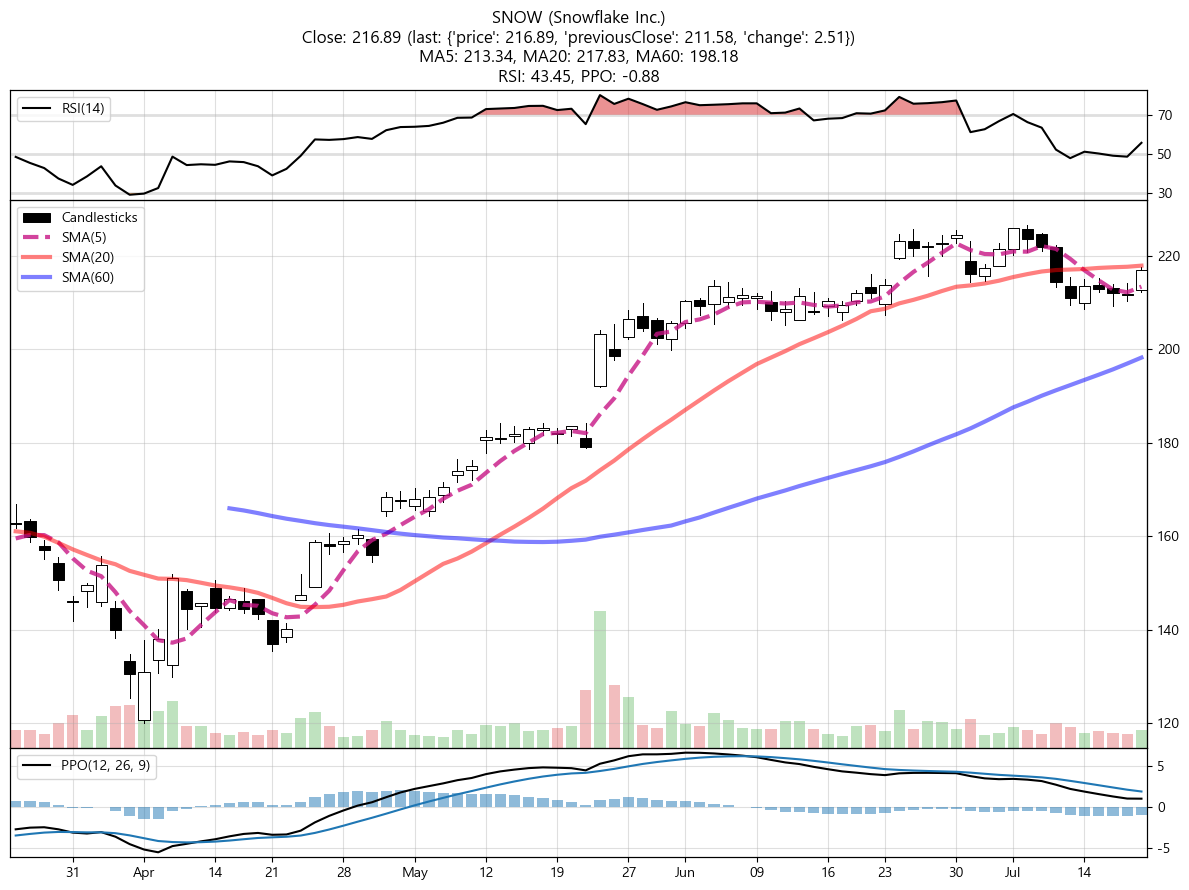 SNOW (Snowflake Inc.)
Close: 216.89 (last: {'price': 216.89, 'previousClose': 211.58, 'change': 2.51})
MA5: 213.34, MA20: 217.83, MA60: 198.18
RSI: 43.45, PPO: -0.88
RSI(14)
70
50
30
Candlesticks
SMA(5)
SMA(20)
SMA(60)
220
200
180
160
140
120
PPO(12, 26, 9)
5
0
-5
31 Apr 14 21 28 May 12 19 27 Jun 09 16 23 30 Jul 14